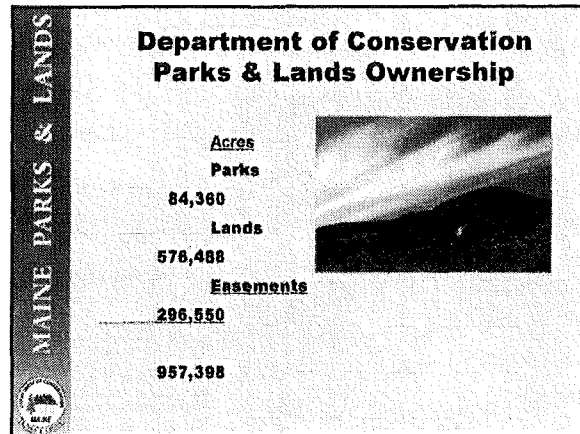 MAINE PARKS & LANDS
Department of Conservation
Parks & Lands Ownership
Acres
Parks
84,360
Lands
576,488
Easements
296,550
957,398
MAINE